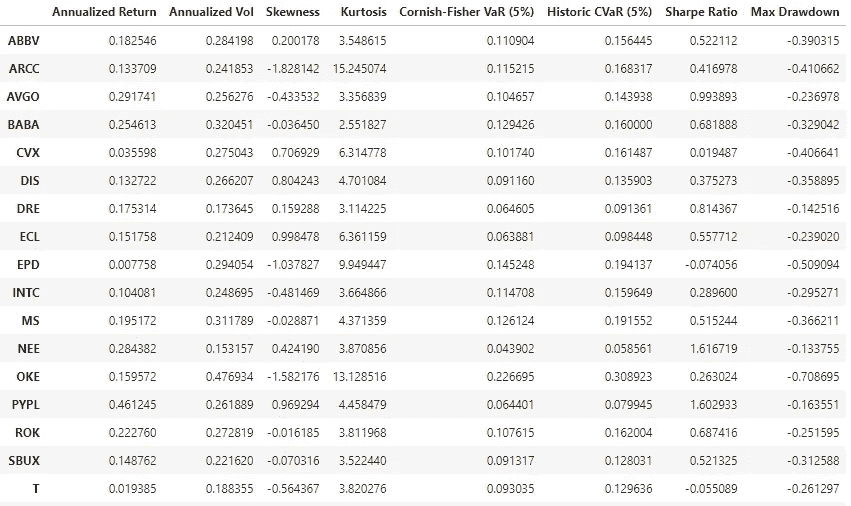 Annualized Return Annualized Vol Skewness Kurtosis Cornish-Fisher VaR (5%) Historic CVaR (5%) Sharpe Ratio Max Drawdown
ABBV 0.182546 0.284198 0.200178 3.548615 0.110904 0.156445 0.522112 -0.390315
ARCC 0.133709 0.241853 -1.828142 15.245074 0.115215 0.168317 0.416978 -0.410662
AVGO 0.291741 0.256276 -0.433532 3.356839 0.104657 0.143938 0.993893 -0.236978
BABA 0.254613 0.320451 -0.036450 2.551827 0.129426 0.160000 0.681888 -0.329042
CVX 0.035598 0.275043 0.706929 6.314778 0.101740 0.161487 0.019487 -0.406641
DIS 0.132722 0.266207 0.804243 4.701084 0.091160 0.135903 0.375273 -0.358895
DRE 0.175314 0.173645 0.159288 3.114225 0.064605 0.091361 0.814367 -0.142516
ECL 0.151758 0.212409 0.998478 6.361159 0.063881 0.098448 0.557712 -0.239020
EPD 0.007758 0.294054 -1.037827 9.949447 0.145248 0.194137 -0.074056 -0.509094
INTC 0.104081 0.248695 -0.481469 3.664866 0.114708 0.159649 0.289600 -0.295271
MS 0.195172 0.311789 -0.028871 4.371359 0.126124 0.191552 0.515244 -0.366211
NEE 0.284382 0.153157 0.424190 3.870856 0.043902 0.058561 1.616719 -0.133755
OKE 0.159572 0.476934 -1.582176 13.128516 0.226695 0.308923 0.263024 -0.708695
PYPL 0.461245 0.261889 0.969294 4.458479 0.064401 0.079945 1.602933 -0.163551
ROK 0.222760 0.272819 -0.016185 3.811968 0.107615 0.162004 0.687416 -0.251595
SBUX 0.148762 0.221620 -0.070316 3.522440 0.091317 0.128031 0.521325 -0.312588
T 0.019385 0.188355 -0.564367 3.820276 0.093035 0.129636 -0.055089 -0.261297